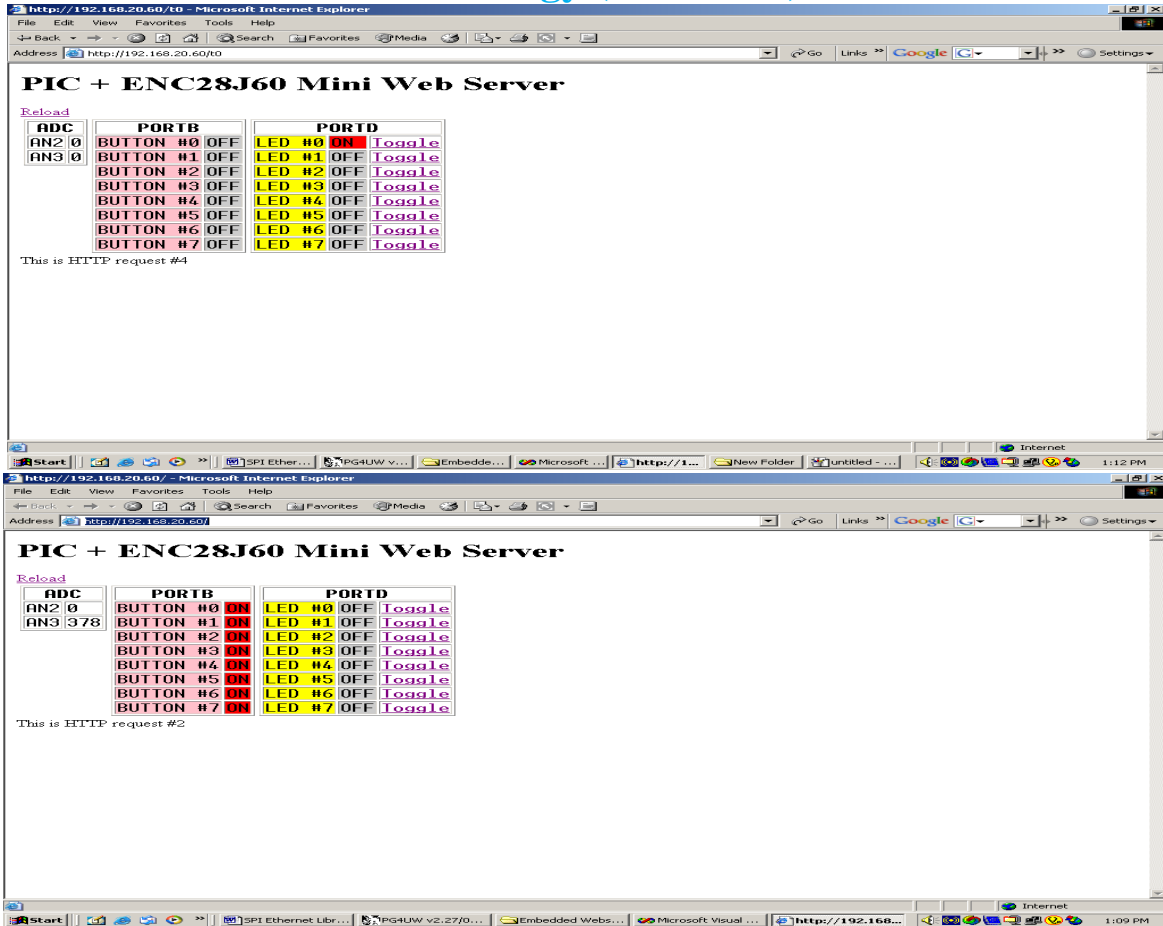 http://192.168.20.60/t0 - Microsoft Internet Explorer
File Edit View Favorites Tools Help
Back Search Favorites Media
Address http://192.168.20.60/t0 Go Links » Google G Settings
PIC + ENC28J60 Mini Web Server
Reload
ADC PORTB PORTD
AN2 0 BUTTON #0 OFF LED #0 ON Toggle
AN3 0 BUTTON #1 OFF LED #1 OFF Toggle
BUTTON #2 OFF LED #2 OFF Toggle
BUTTON #3 OFF LED #3 OFF Toggle
BUTTON #4 OFF LED #4 OFF Toggle
BUTTON #5 OFF LED #5 OFF Toggle
BUTTON #6 OFF LED #6 OFF Toggle
BUTTON #7 OFF LED #7 OFF Toggle
This is HTTP request #4
Internet
Start » SPI Ether... PG4UW v... Embedde... Microsoft ... http://1... New Folder untitled - ... 1:12 PM
http://192.168.20.60/ - Microsoft Internet Explorer
File Edit View Favorites Tools Help
Back Search Favorites Media
Address http://192.168.20.60/ Go Links » Google G Settings
PIC + ENC28J60 Mini Web Server
Reload
ADC PORTB PORTD
AN2 0 BUTTON #0 ON LED #0 OFF Toggle
AN3 378 BUTTON #1 ON LED #1 OFF Toggle
BUTTON #2 ON LED #2 OFF Toggle
BUTTON #3 ON LED #3 OFF Toggle
BUTTON #4 ON LED #4 OFF Toggle
BUTTON #5 ON LED #5 OFF Toggle
BUTTON #6 ON LED #6 OFF Toggle
BUTTON #7 ON LED #7 OFF Toggle
This is HTTP request #2
Internet
Start » SPI Ethernet Libr... PG4UW v2.27/0... Embedded Webs... Microsoft Visual ... http://192.168... 1:09 PM